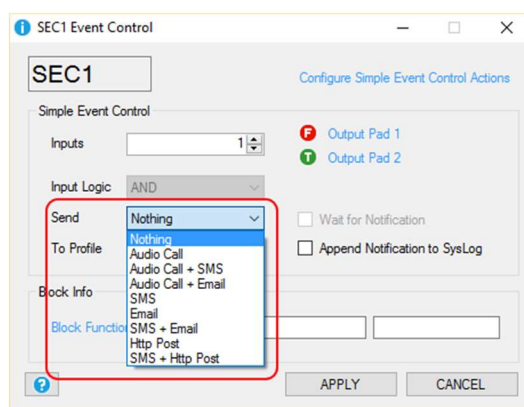 SEC1 Event Control
SEC1
Configure Simple Event Control Actions
Simple Event Control
Inputs 1
F Output Pad 1
T Output Pad 2
Input Logic AND
Send Nothing
Wait for Notification
To Profile
Append Notification to SysLog
Nothing
Audio Call
Audio Call + SMS
Audio Call + Email
SMS
Email
SMS + Email
Http Post
SMS + Http Post
Block Info
?
APPLY
CANCEL